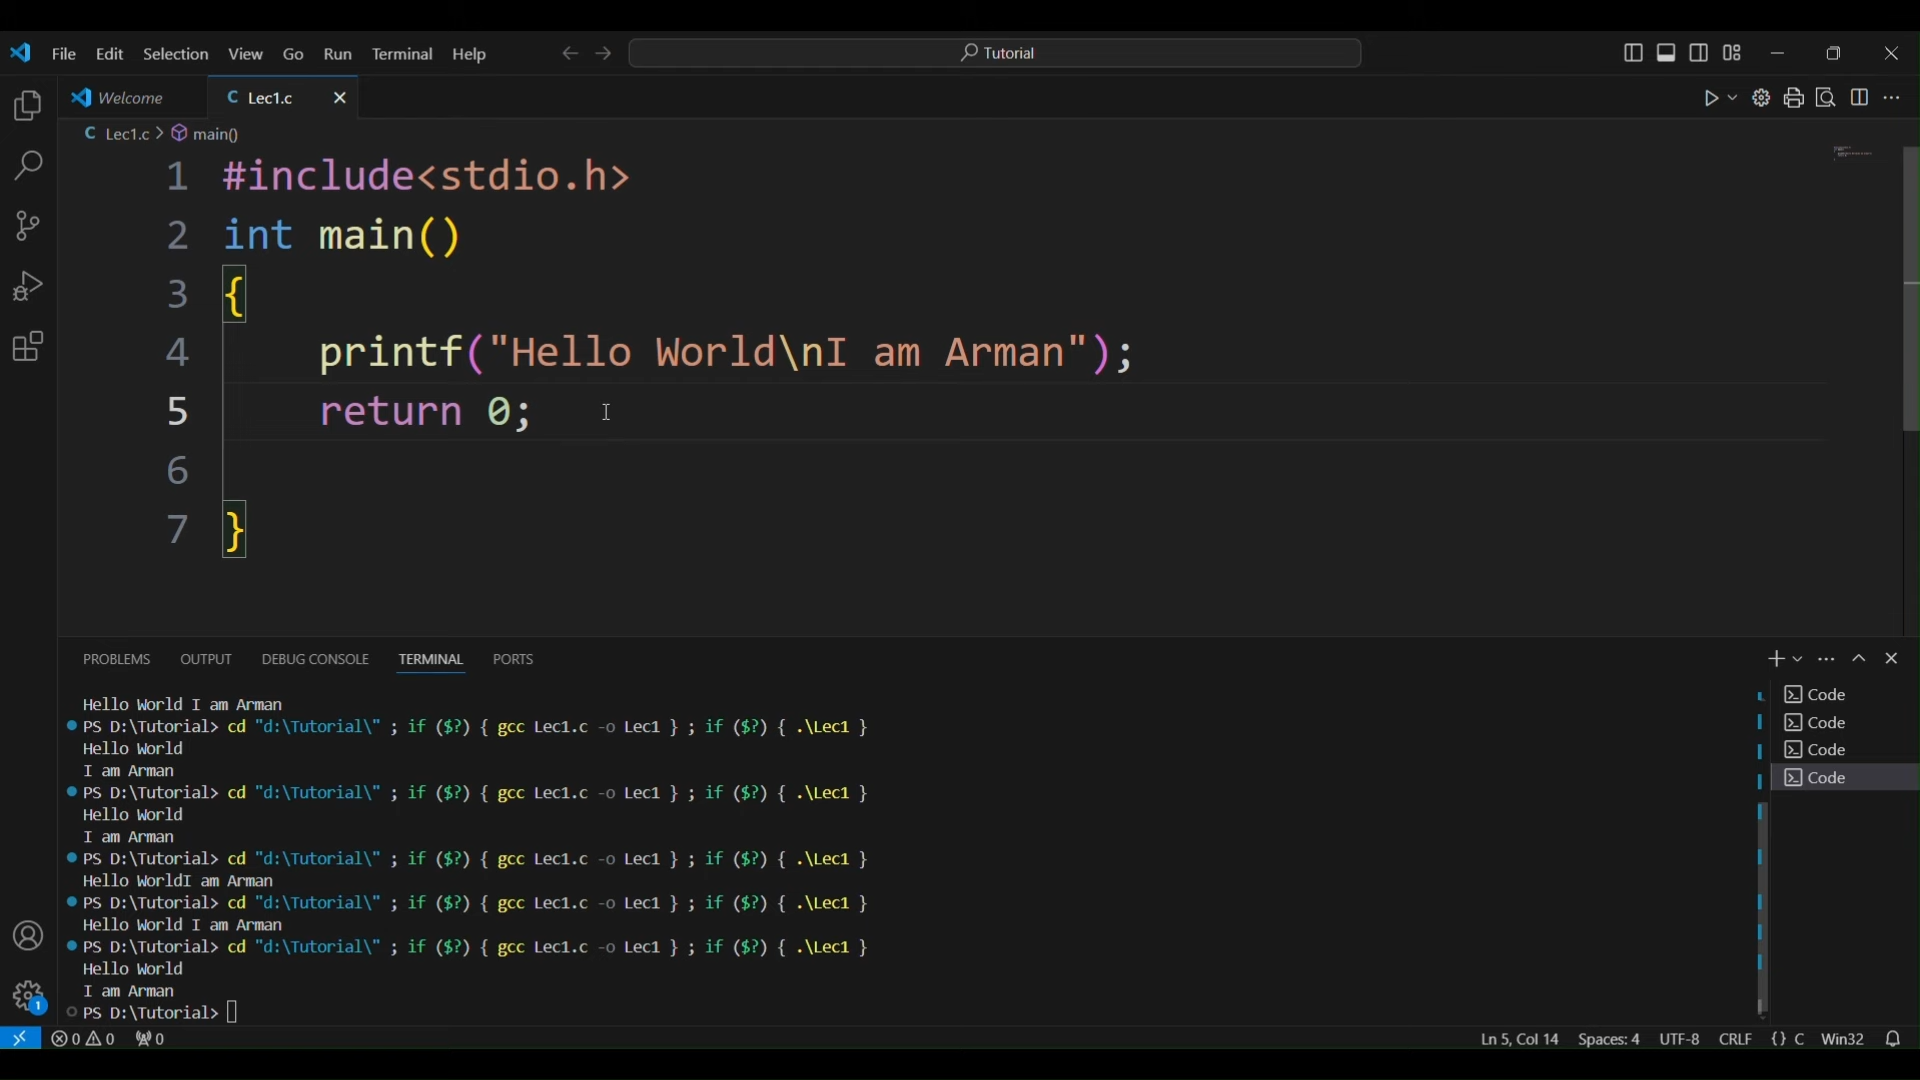 File Edit Selection View Go Run Terminal Help Tutorial
Welcome Lec1.c
Lec1.c > main()
1 #include<stdio.h>
2 int main()
3 {
4 printf("Hello World\nI am Arman");
5 return 0;
6
7 }
PROBLEMS OUTPUT DEBUG CONSOLE TERMINAL PORTS
Hello World I am Arman
PS D:\Tutorial> cd "d:\Tutorial\" ; if ($?) { gcc Lec1.c -o Lec1 } ; if ($?) { .\Lec1 }
Hello World
I am Arman
PS D:\Tutorial> cd "d:\Tutorial\" ; if ($?) { gcc Lec1.c -o Lec1 } ; if ($?) { .\Lec1 }
Hello World
I am Arman
PS D:\Tutorial> cd "d:\Tutorial\" ; if ($?) { gcc Lec1.c -o Lec1 } ; if ($?) { .\Lec1 }
Hello WorldI am Arman
PS D:\Tutorial> cd "d:\Tutorial\" ; if ($?) { gcc Lec1.c -o Lec1 } ; if ($?) { .\Lec1 }
Hello World I am Arman
PS D:\Tutorial> cd "d:\Tutorial\" ; if ($?) { gcc Lec1.c -o Lec1 } ; if ($?) { .\Lec1 }
Hello World
I am Arman
PS D:\Tutorial>
Code
Code
Code
Code
1
0 0 0 Ln 5, Col 14 Spaces: 4 UTF-8 CRLF {} C Win32